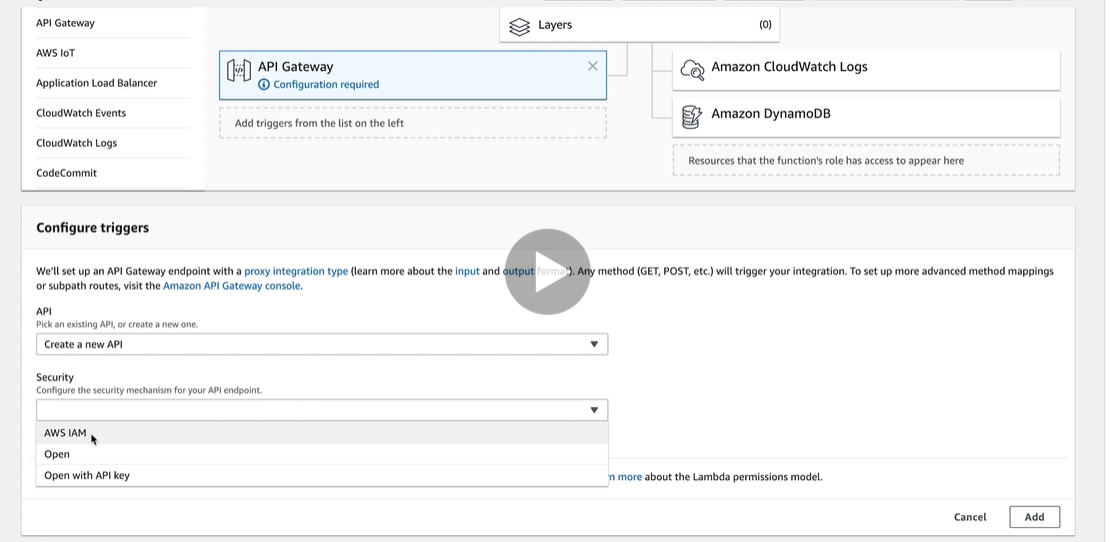 API Gateway
AWS IoT
Application Load Balancer
CloudWatch Events
CloudWatch Logs
CodeCommit
Layers (0)
API Gateway
Configuration required
Add triggers from the list on the left
Amazon CloudWatch Logs
Amazon DynamoDB
Resources that the function's role has access to appear here
Configure triggers
We'll set up an API Gateway endpoint with a proxy integration type (learn more about the input and output format). Any method (GET, POST, etc.) will trigger your integration. To set up more advanced method mappings
or subpath routes, visit the Amazon API Gateway console.
API
Pick an existing API, or create a new one.
Create a new API
Security
Configure the security mechanism for your API endpoint.
AWS IAM
Open
Open with API key
n more about the Lambda permissions model.
Cancel Add